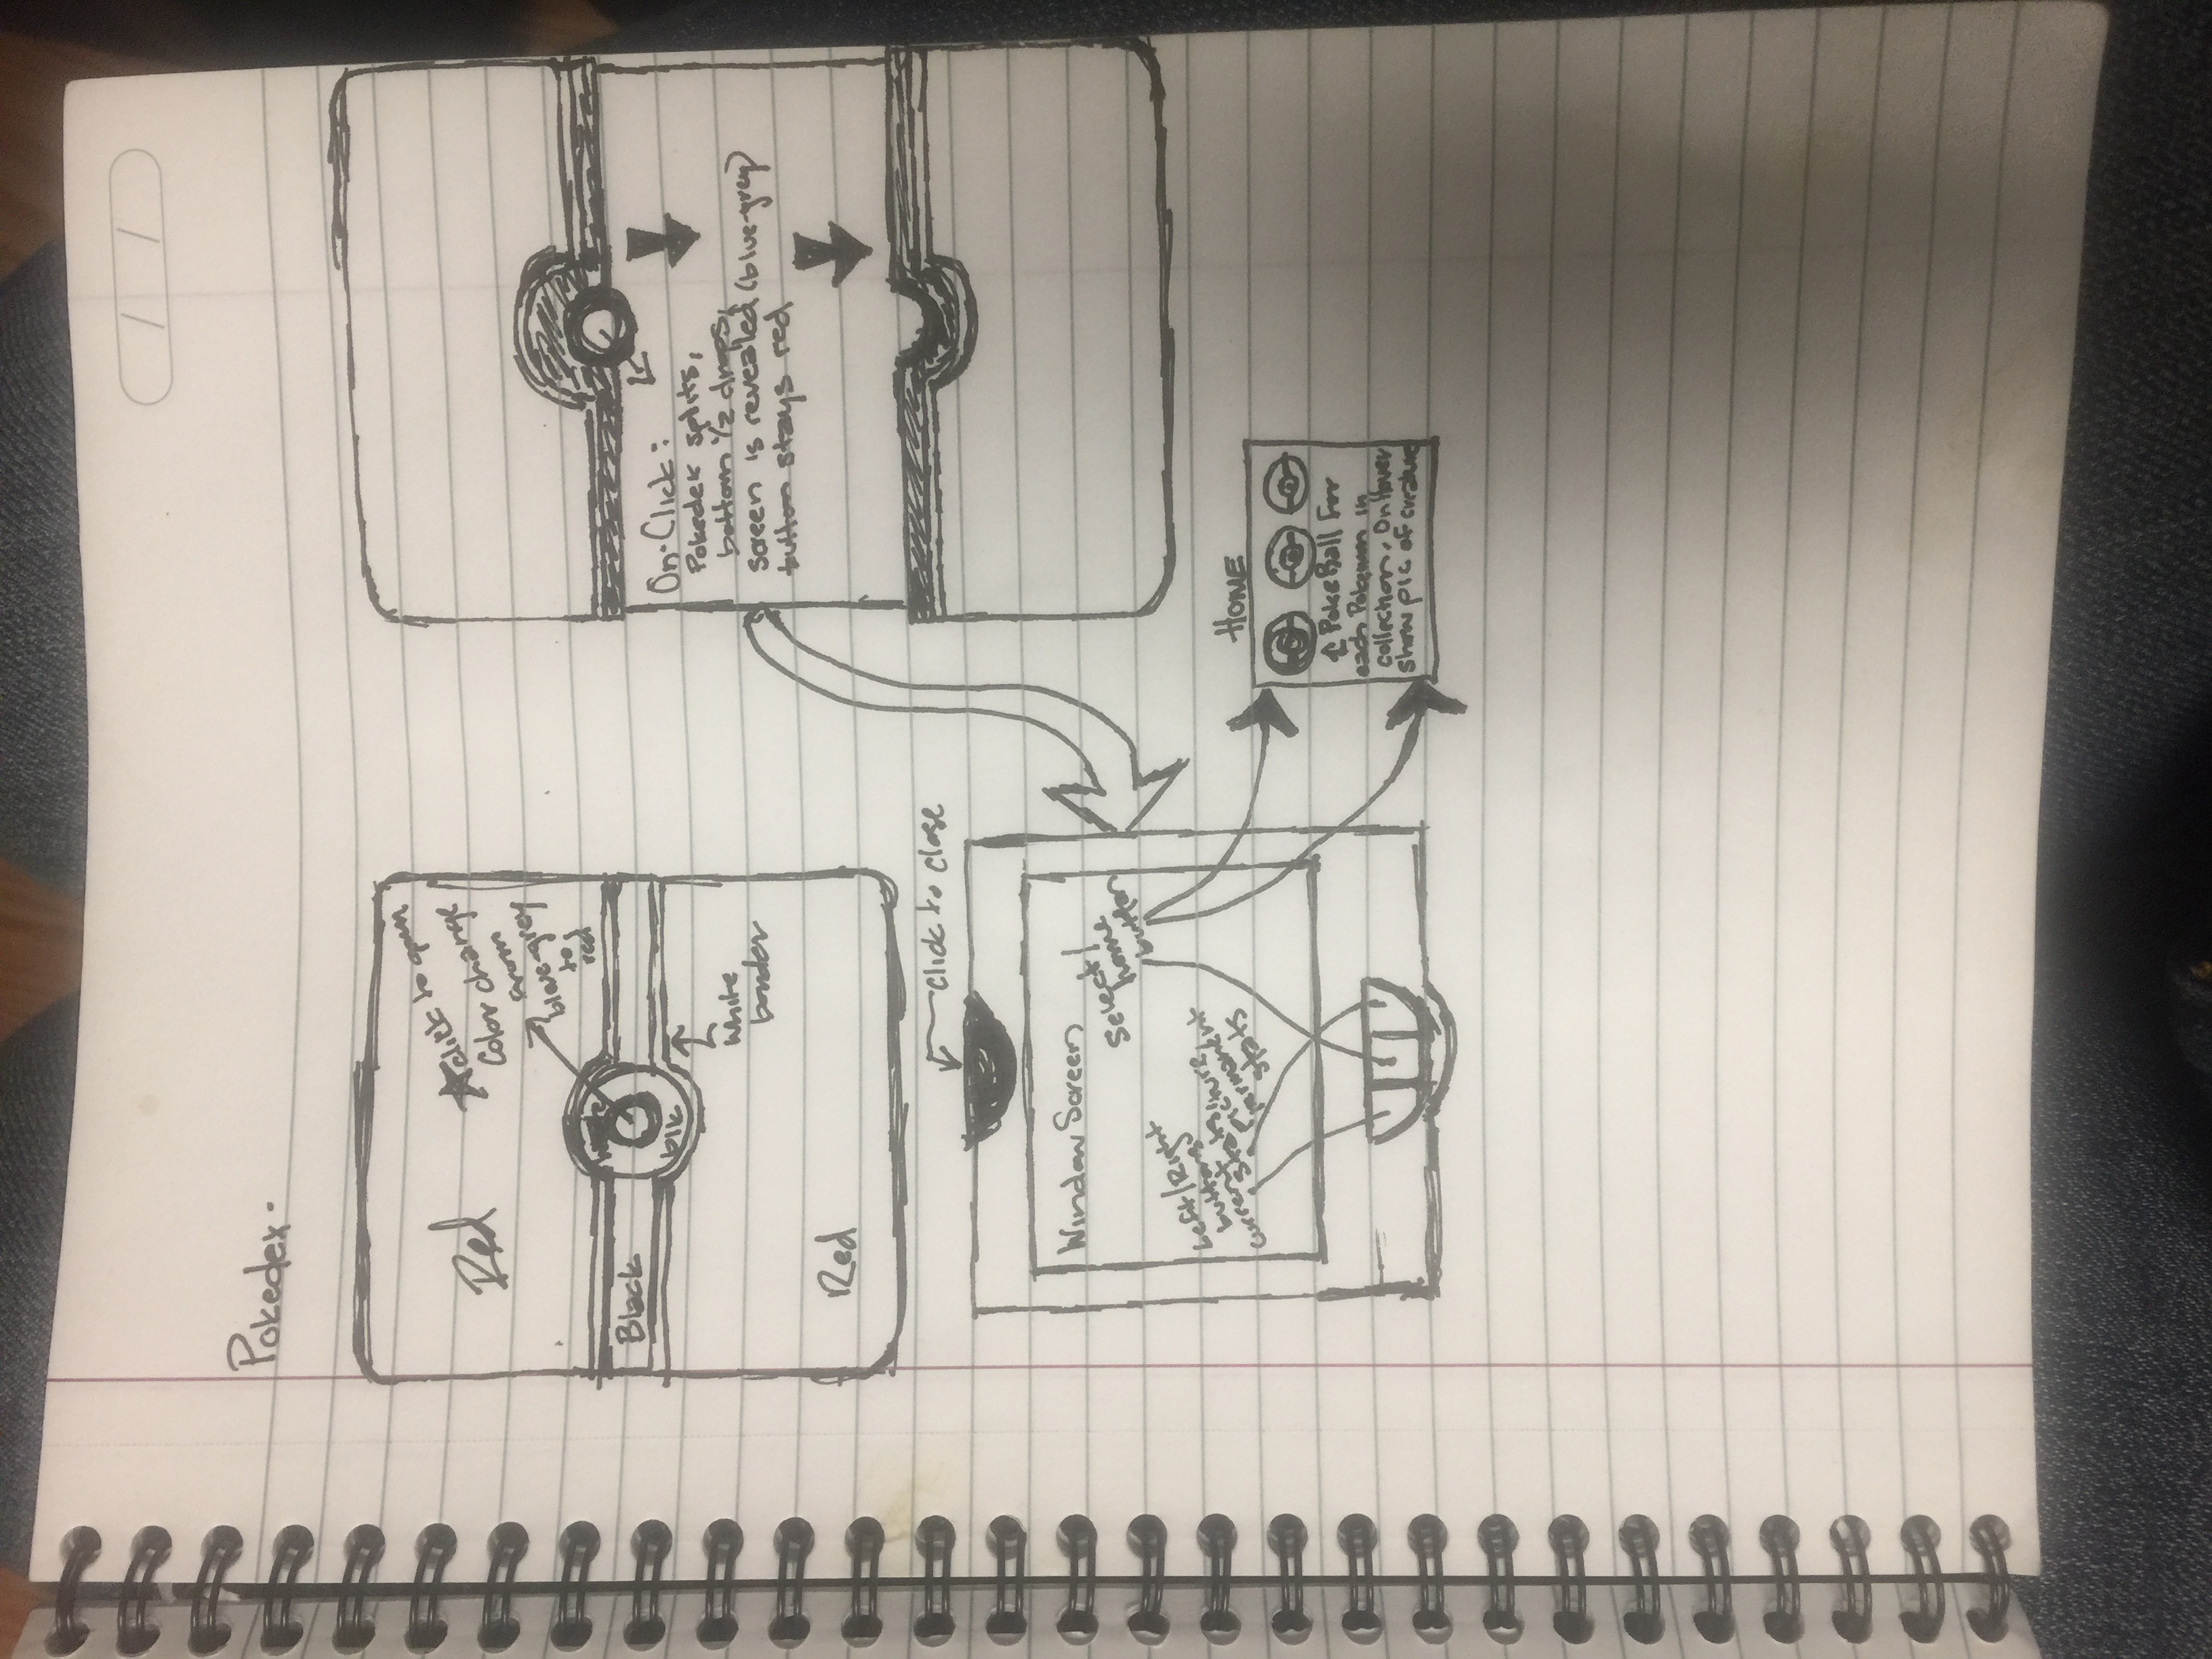 Pokedex.
Red
click to open
Color change
from
blue-grey
to
red
Black
blk
white
border
Red
On-Click:
Pokedex splits,
bottom 1/2 drops,
screen is revealed (blue-grey)
button stays red
click to close
Window Screen
Select/
home
button
Left/Right
buttons
current stats,
picture,
permanent
stats
HOME
PokeBall for
each Pokemon in
collection. On Hover
show pic of creature